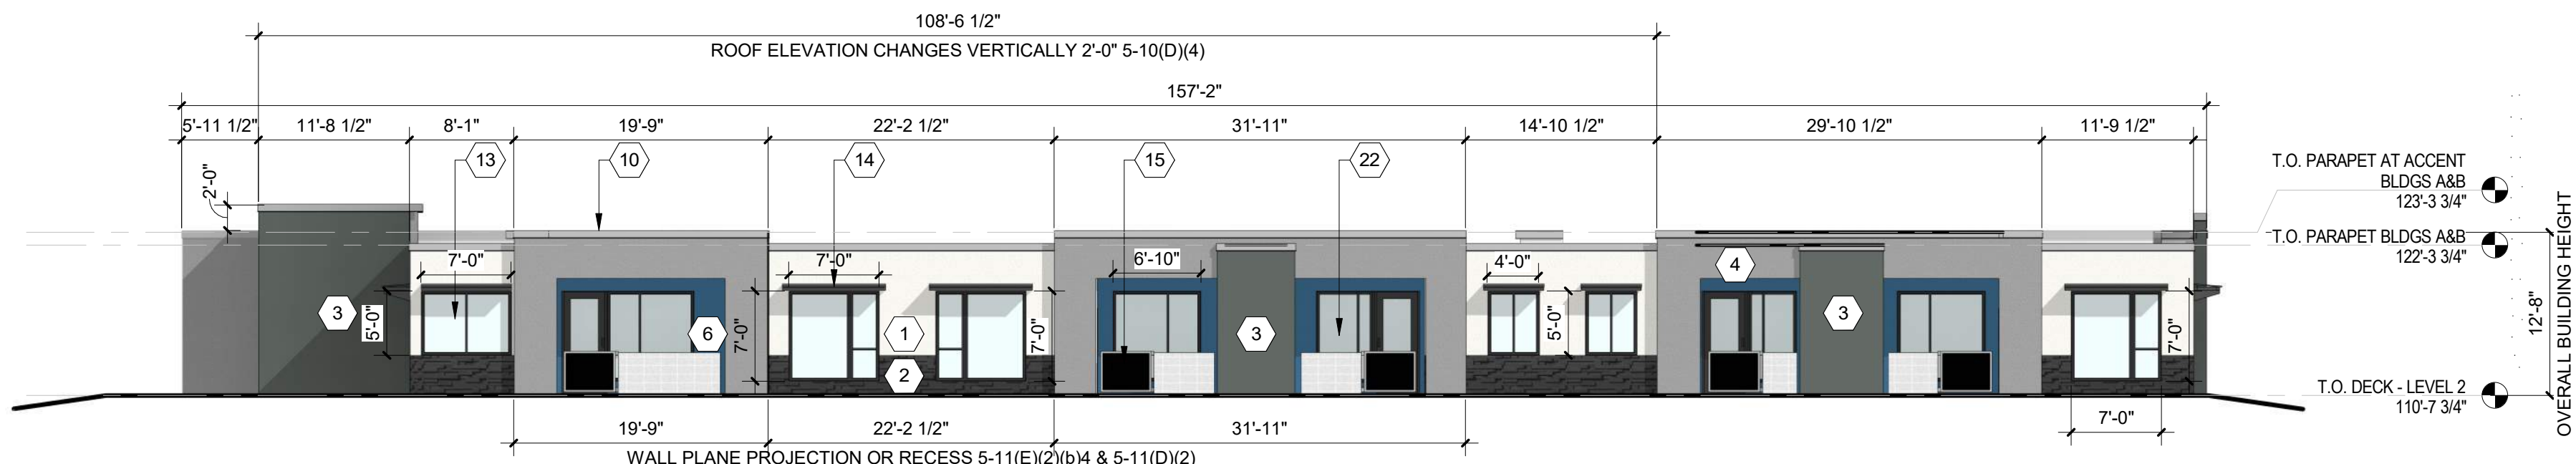 108'-6 1/2"
ROOF ELEVATION CHANGES VERTICALLY 2'-0" 5-10(D)(4)
157'-2"
5'-11 1/2" 11'-8 1/2" 8'-1" 19'-9" 22'-2 1/2" 31'-11" 14'-10 1/2" 29'-10 1/2" 11'-9 1/2"
13 10 14 15 22
T.O. PARAPET AT ACCENT
BLDGS A&B
123'-3 3/4"
2'-0"
T.O. PARAPET BLDGS A&B
122'-3 3/4"
7'-0" 7'-0" 6'-10" 4'-0" 4
3 5'-0" 6 7'-0" 1 7'-0" 3 5'-0" 3 7'-0"
2
12'-8"
OVERALL BUILDING HEIGHT
T.O. DECK - LEVEL 2
110'-7 3/4"
7'-0"
19'-9" 22'-2 1/2" 31'-11"
WALL PLANE PROJECTION OR RECESS 5-11(E)(2)(b)4 & 5-11(D)(2)